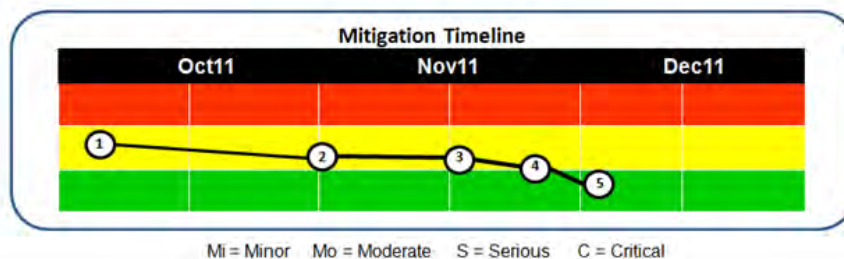 Mitigation Timeline
Oct11 Nov11 Dec11
1
2
3
4
5
Mi = Minor Mo = Moderate S = Serious C = Critical